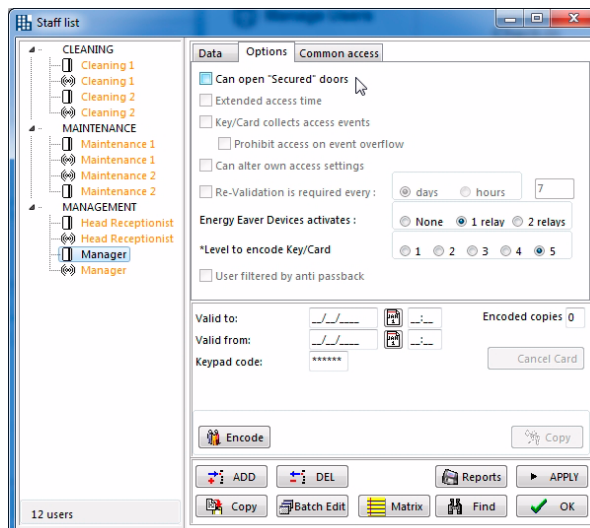 Manage Users
Staff list
CLEANING
Cleaning 1
Cleaning 1
Cleaning 2
Cleaning 2
MAINTENANCE
Maintenance 1
Maintenance 1
Maintenance 2
Maintenance 2
MANAGEMENT
Head Receptionist
Head Receptionist
Manager
Manager
12 users
Data Options Common access
Can open "Secured" doors
Extended access time
Key/Card collects access events
Prohibit access on event overflow
Can alter own access settings
Re-Validation is required every : days hours 7
Energy Eaver Devices activates : None 1 relay 2 relays
*Level to encode Key/Card 1 2 3 4 5
User filtered by anti passback
Valid to: __/__/____ __:__ Encoded copies 0
Valid from: __/__/____ __:__
Keypad code: ****** Cancel Card
Encode Copy
ADD DEL Reports APPLY
Copy Batch Edit Matrix Find OK